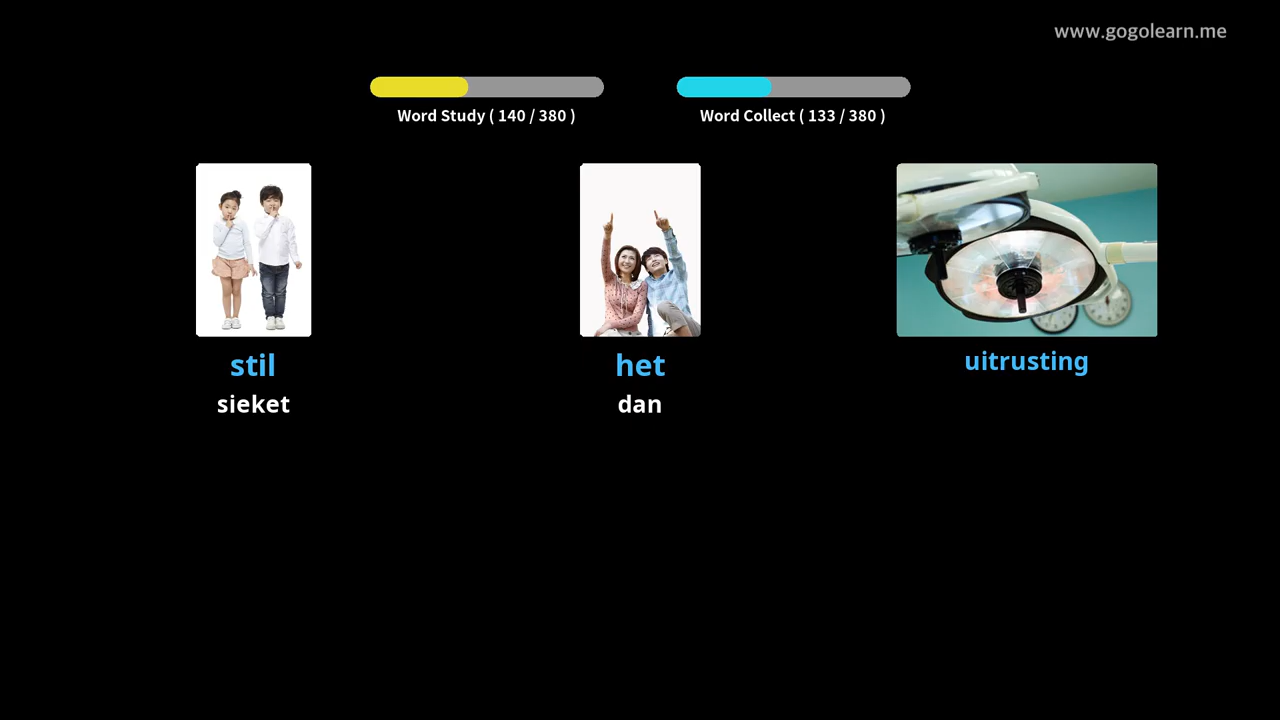 www.gogolearn.me
Word Study ( 140 / 380 )
Word Collect ( 133 / 380 )
stil
sieket
het
dan
uitrusting